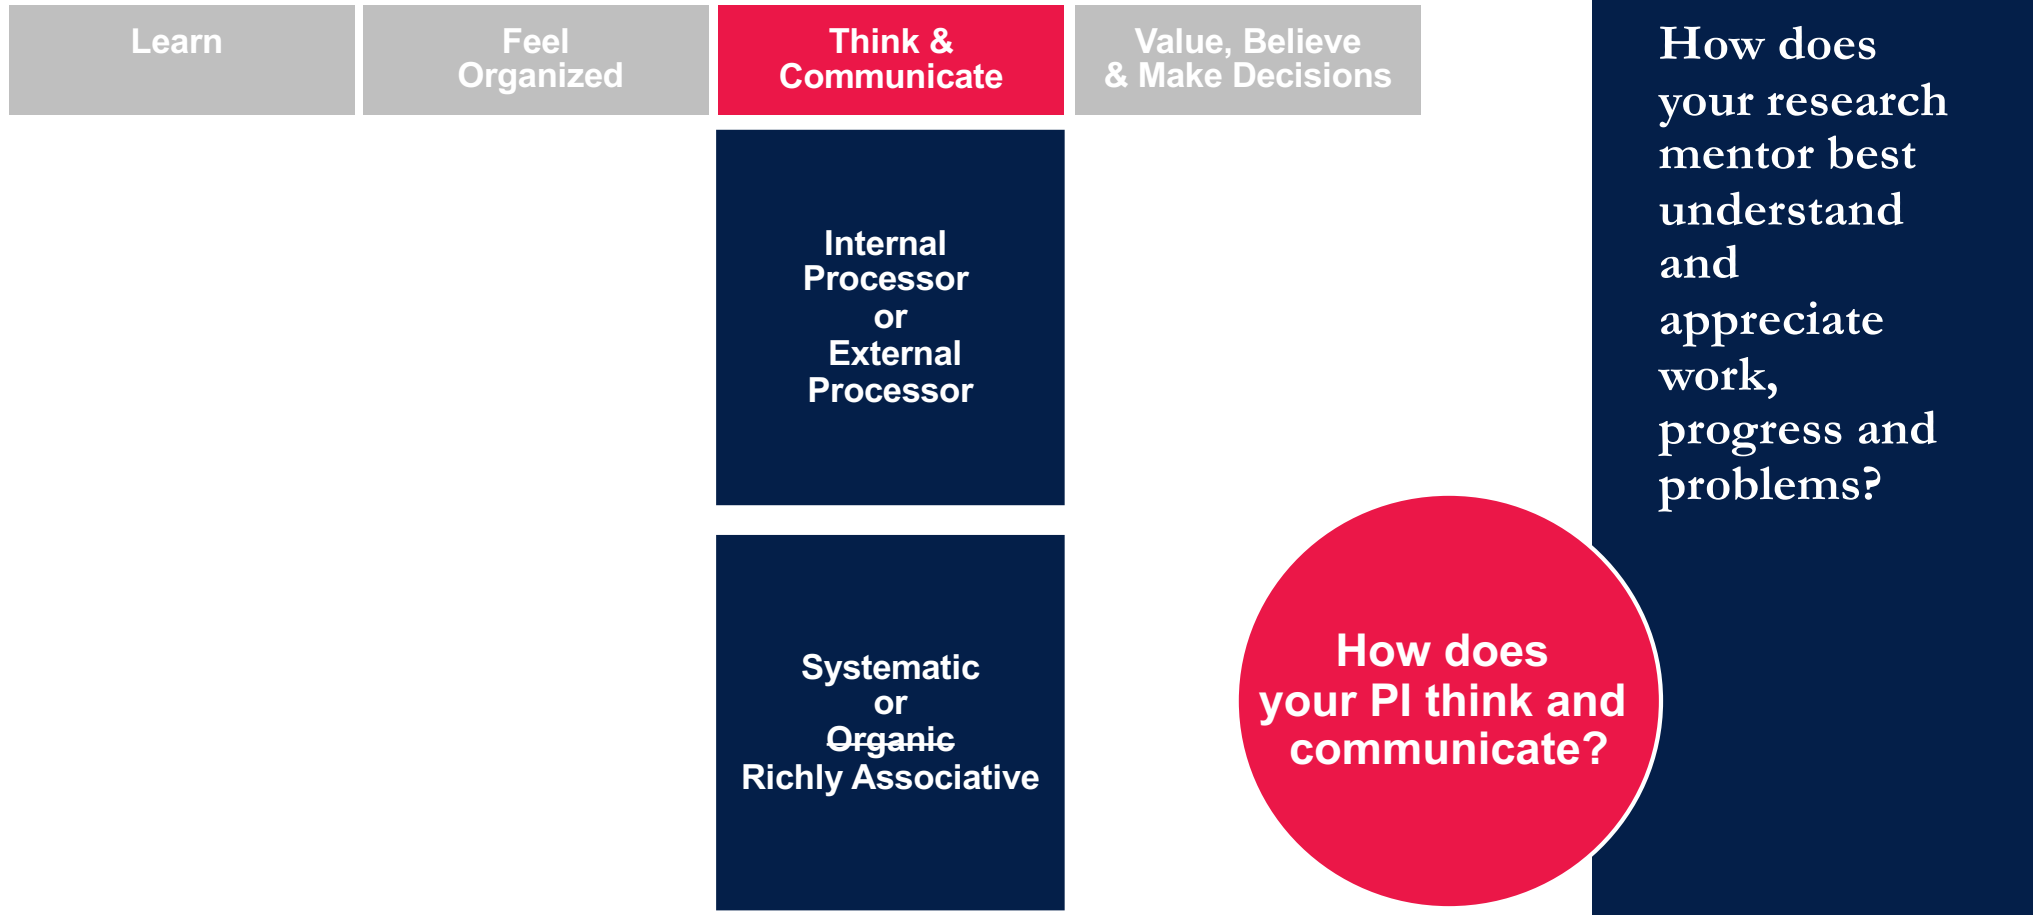 Learn
Feel
Organized
Think &
Communicate
Value, Believe
& Make Decisions
Internal
Processor
or
External
Processor
Systematic
or
Organic
Richly Associative
How does
your PI think and
communicate?
How does
your research
mentor best
understand
and
appreciate
work,
progress and
problems?